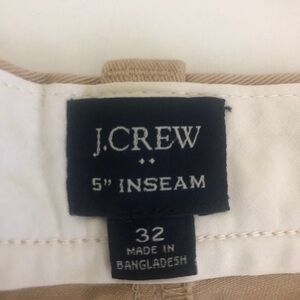 J.CREW
5" INSEAM
32
MADE IN
BANGLADESH